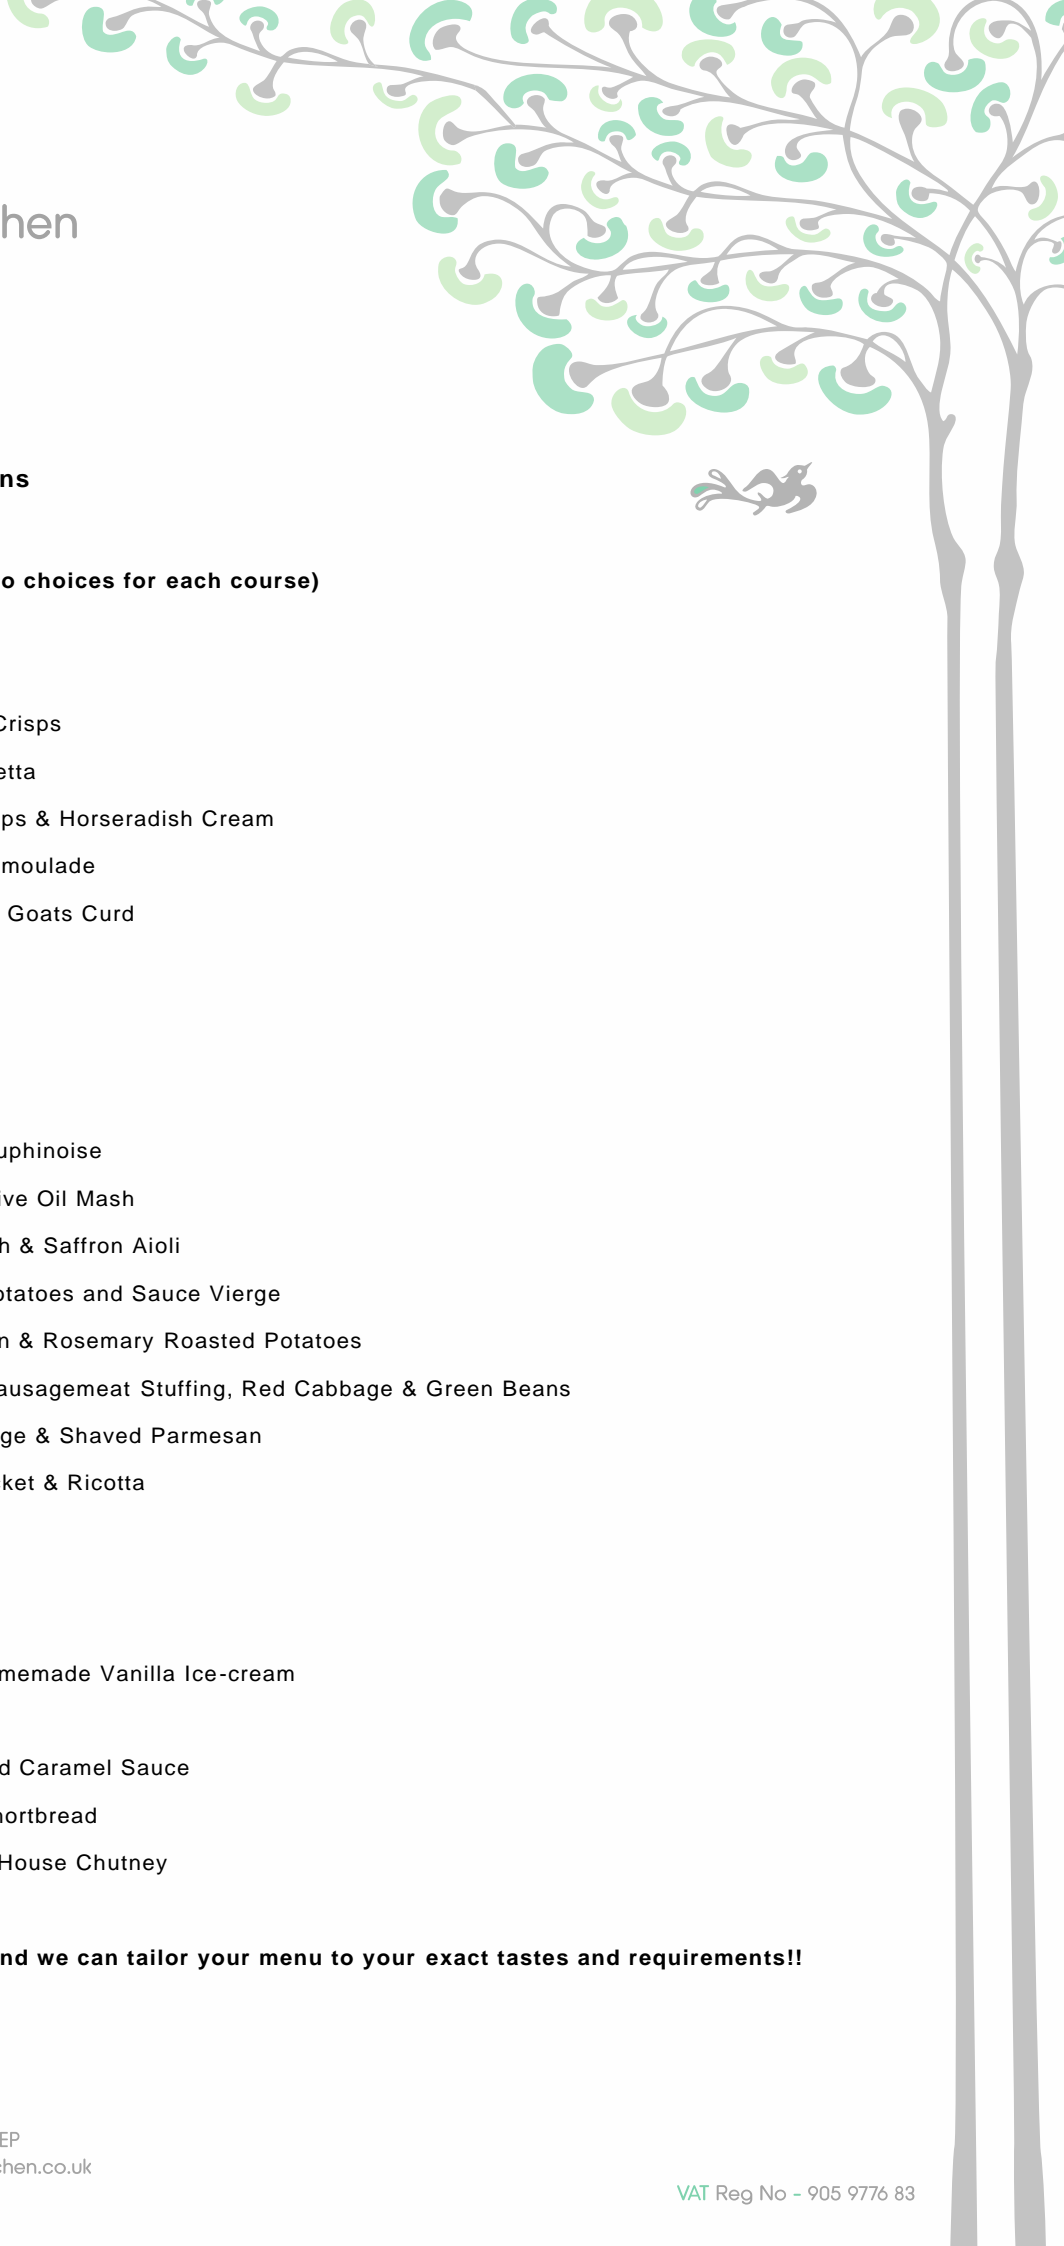 hen
ns
o choices for each course)
Crisps
etta
ps & Horseradish Cream
moulade
Goats Curd
uphinoise
ive Oil Mash
h & Saffron Aioli
otatoes and Sauce Vierge
n & Rosemary Roasted Potatoes
ausagemeat Stuffing, Red Cabbage & Green Beans
ge & Shaved Parmesan
ket & Ricotta
memade Vanilla Ice-cream
d Caramel Sauce
hortbread
House Chutney
nd we can tailor your menu to your exact tastes and requirements!!
EP
chen.co.uk
VAT Reg No - 905 9776 83